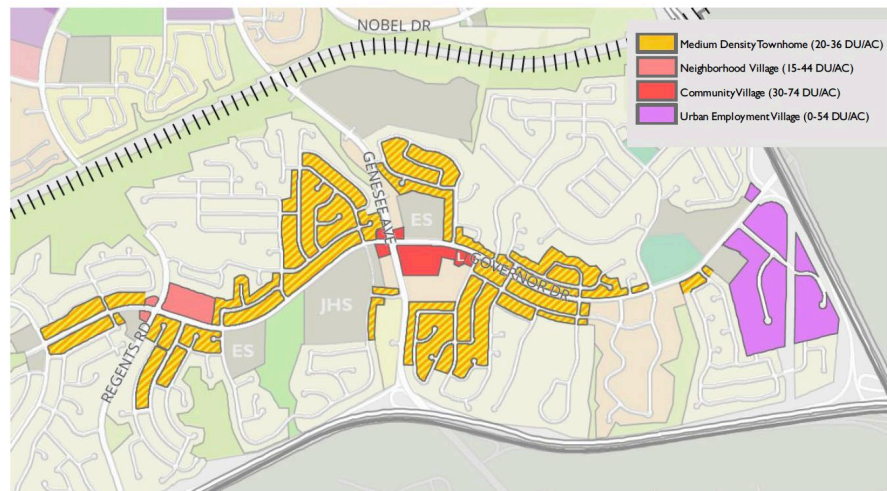 NOBEL DR
Medium Density Townhome (20-36 DU/AC)
Neighborhood Village (15-44 DU/AC)
Community Village (30-74 DU/AC)
Urban Employment Village (0-54 DU/AC)
GENESEE AVE
ES
L
GOVERNOR DR
JHS
ES
REGENTS RD